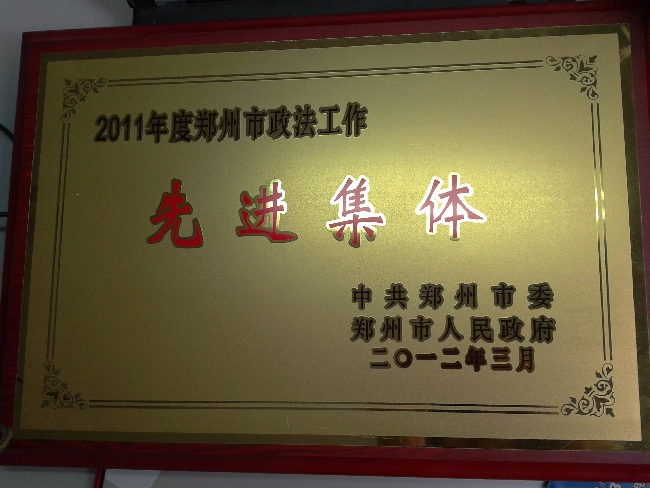 2011年度郑州市政法工作
先进集体
中共郑州市委
郑州市人民政府
二〇一二年三月